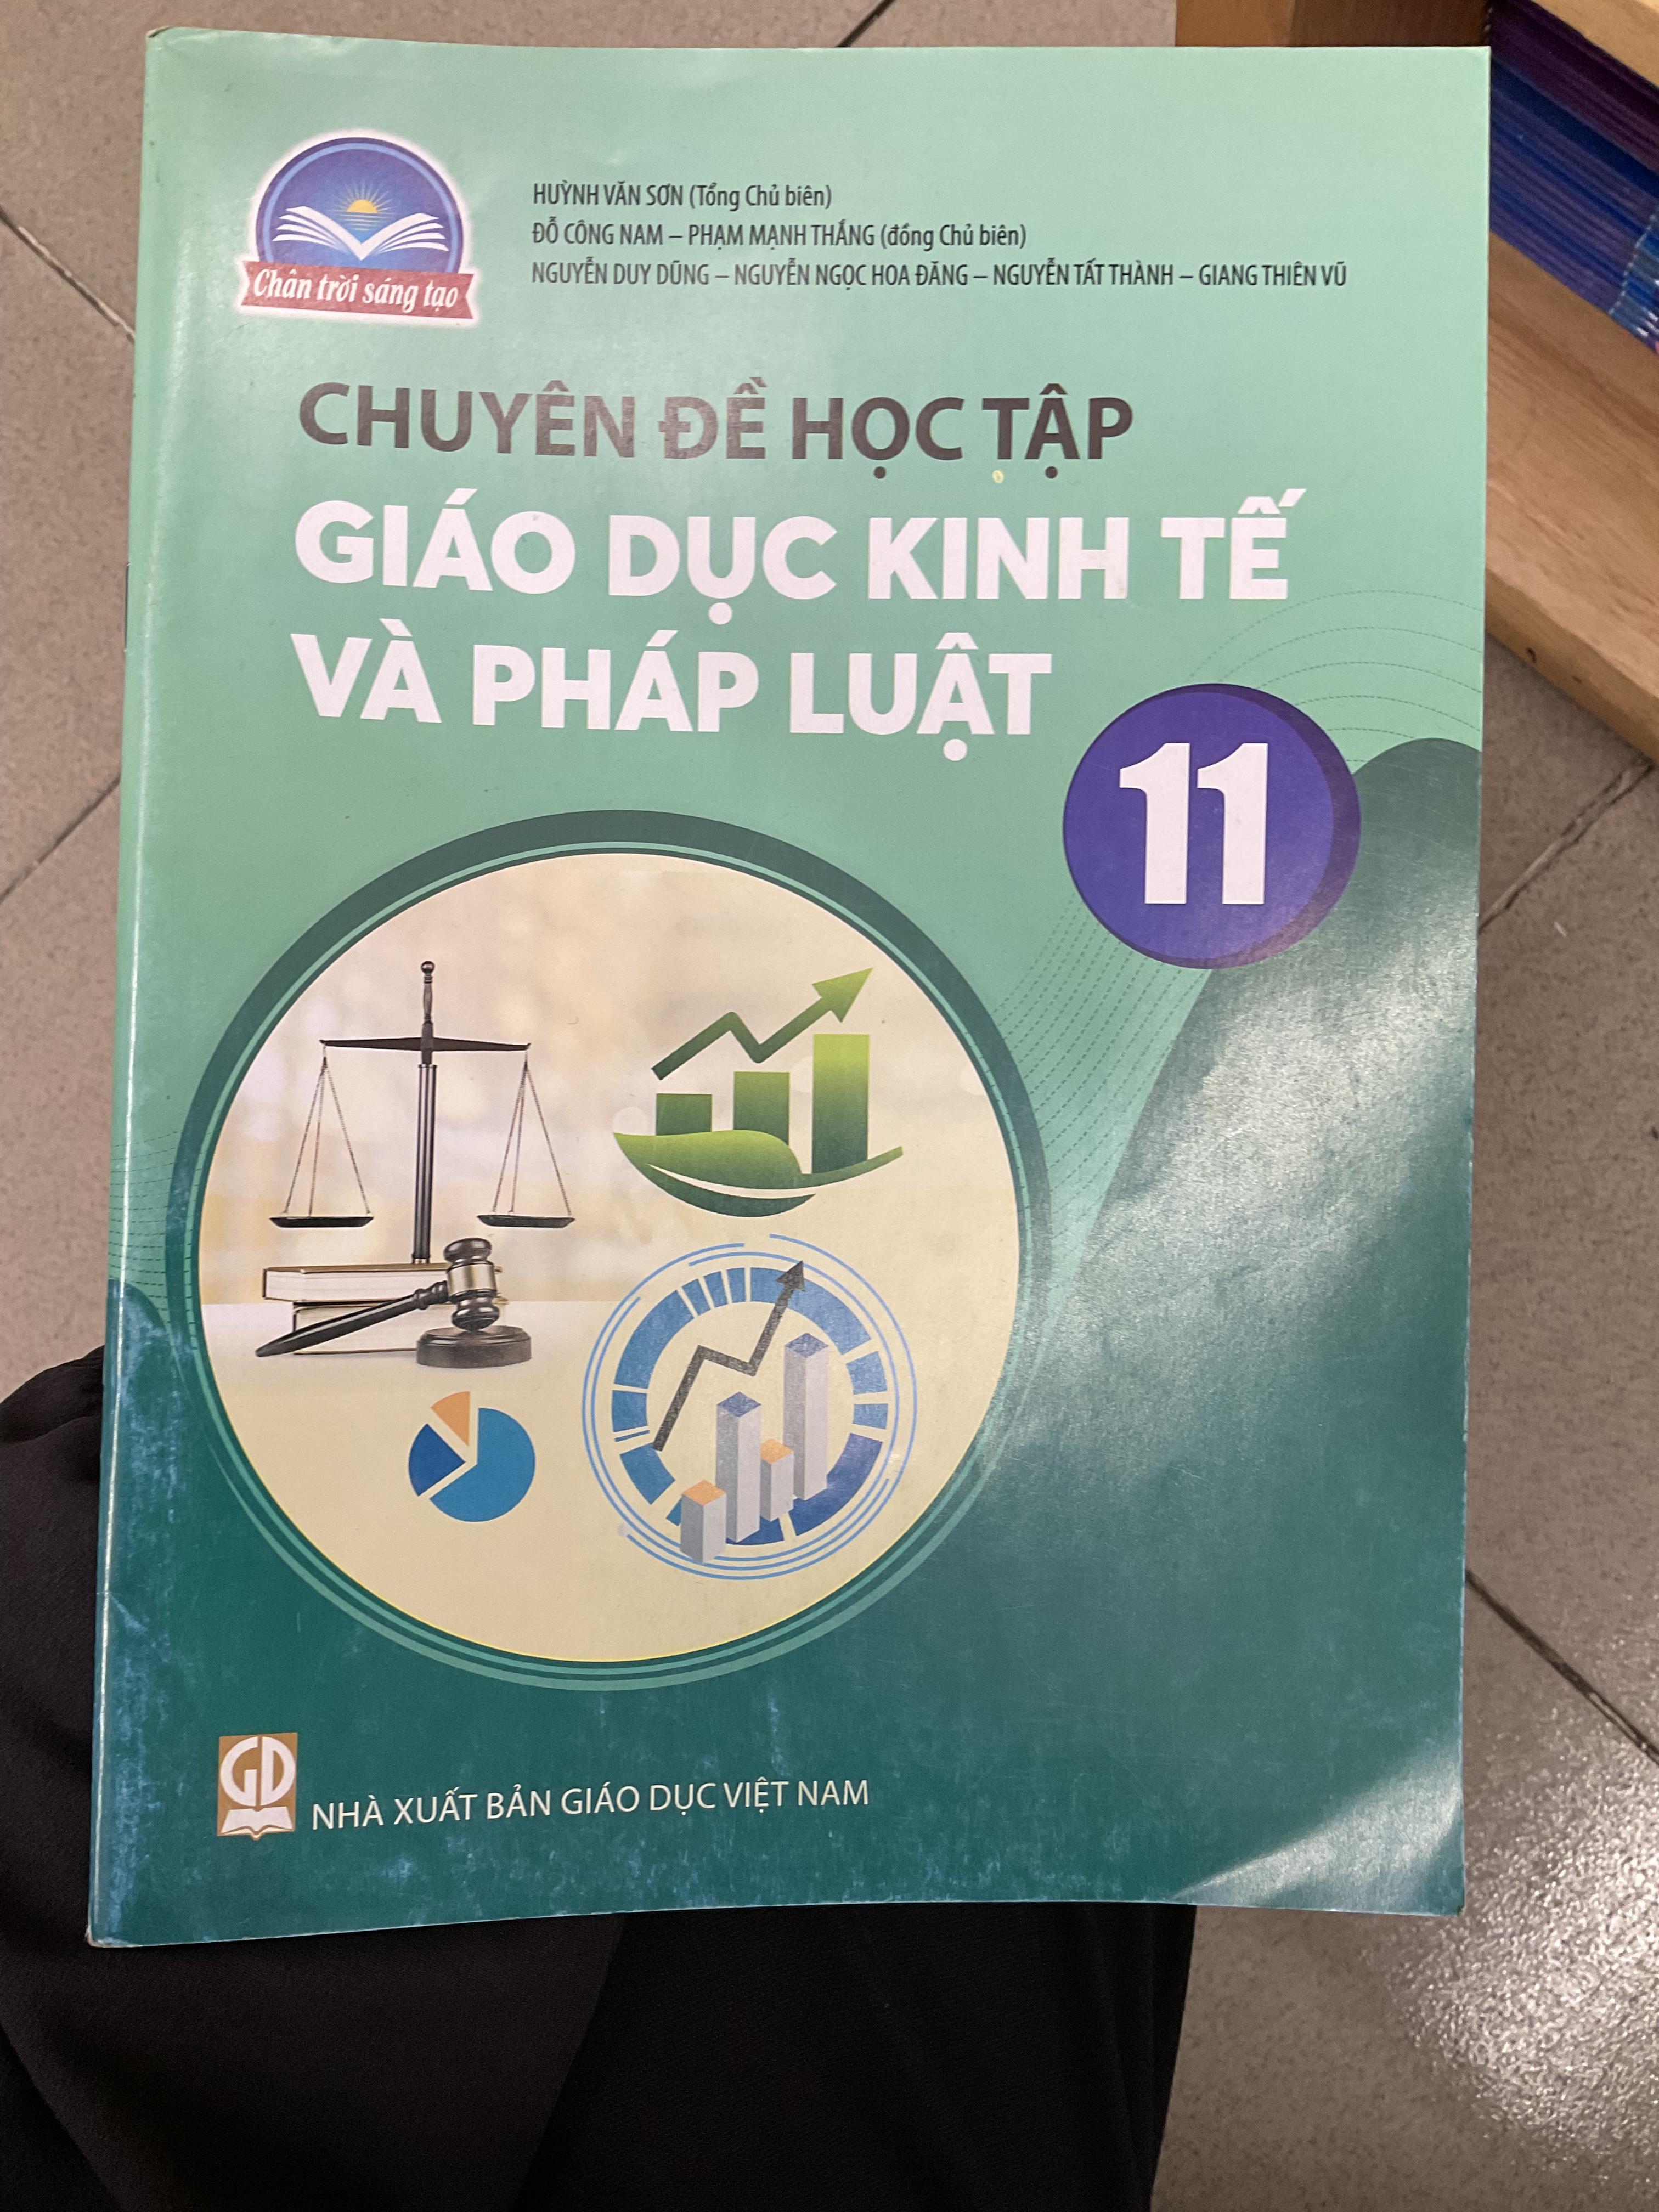 Chân trời sáng tạo
HUỲNH VĂN SƠN (Tổng Chủ biên)
ĐỖ CÔNG NAM – PHẠM MẠNH THẮNG (đồng Chủ biên)
NGUYỄN DUY DŨNG – NGUYỄN NGỌC HOA ĐĂNG – NGUYỄN TẤT THÀNH – GIANG THIÊN VŨ
CHUYÊN ĐỀ HỌC TẬP
GIÁO DỤC KINH TẾ
VÀ PHÁP LUẬT
11
GD
NHÀ XUẤT BẢN GIÁO DỤC VIỆT NAM